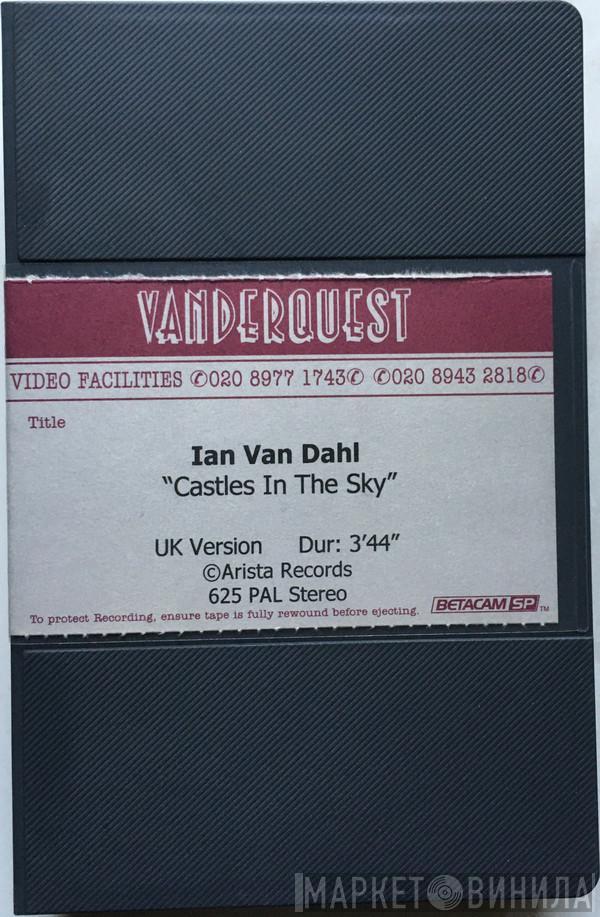 VANDERQUEST
VIDEO FACILITIES ✆020 8977 1743✆ ✆020 8943 2818✆
Title
Ian Van Dahl
“Castles In The Sky”
UK Version Dur: 3’44”
©Arista Records
625 PAL Stereo
To protect Recording, ensure tape is fully rewound before ejecting.
BETACAM SP TM
МАРКЕТ ВИНИЛА